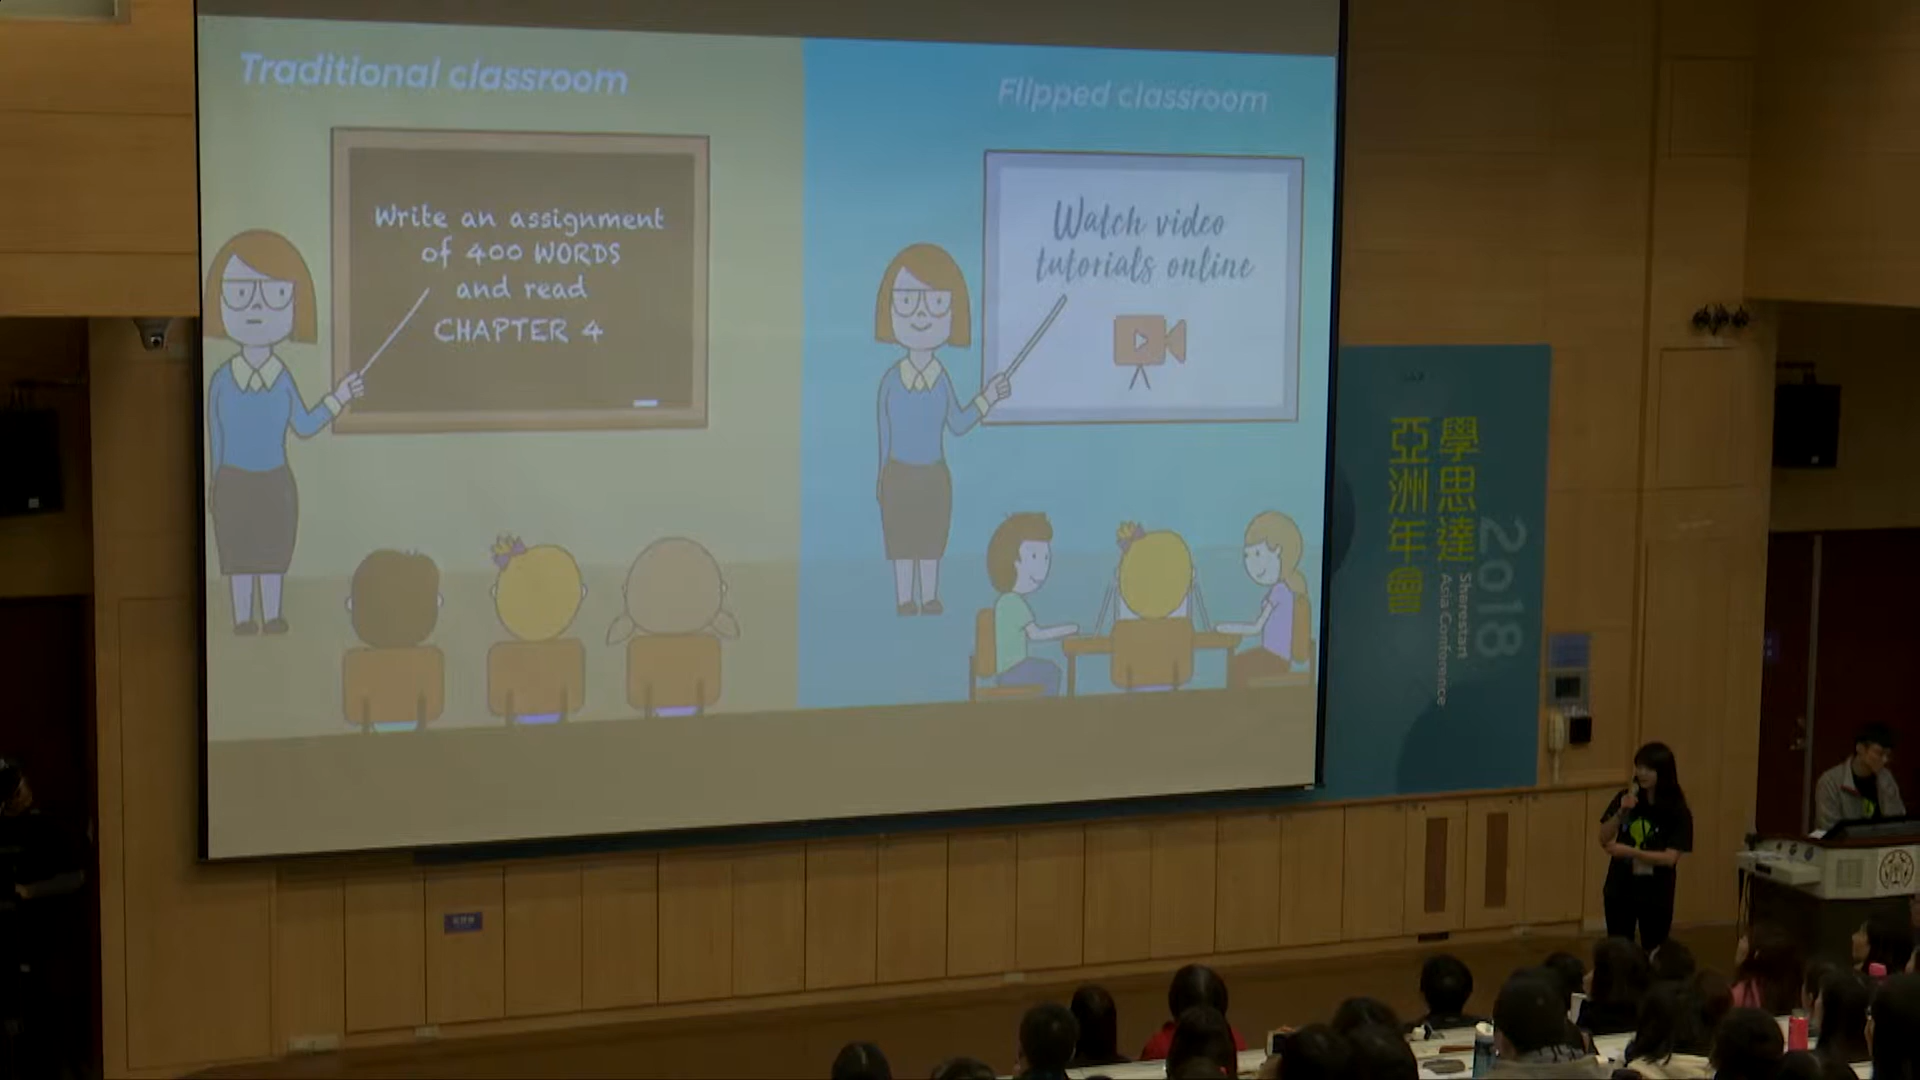 Traditional classroom
Write an assignment
of 400 WORDS
and read
CHAPTER 4
Flipped classroom
Watch video
tutorials online
學思達
亞洲年會
2018
Sharestart
Asia Conference